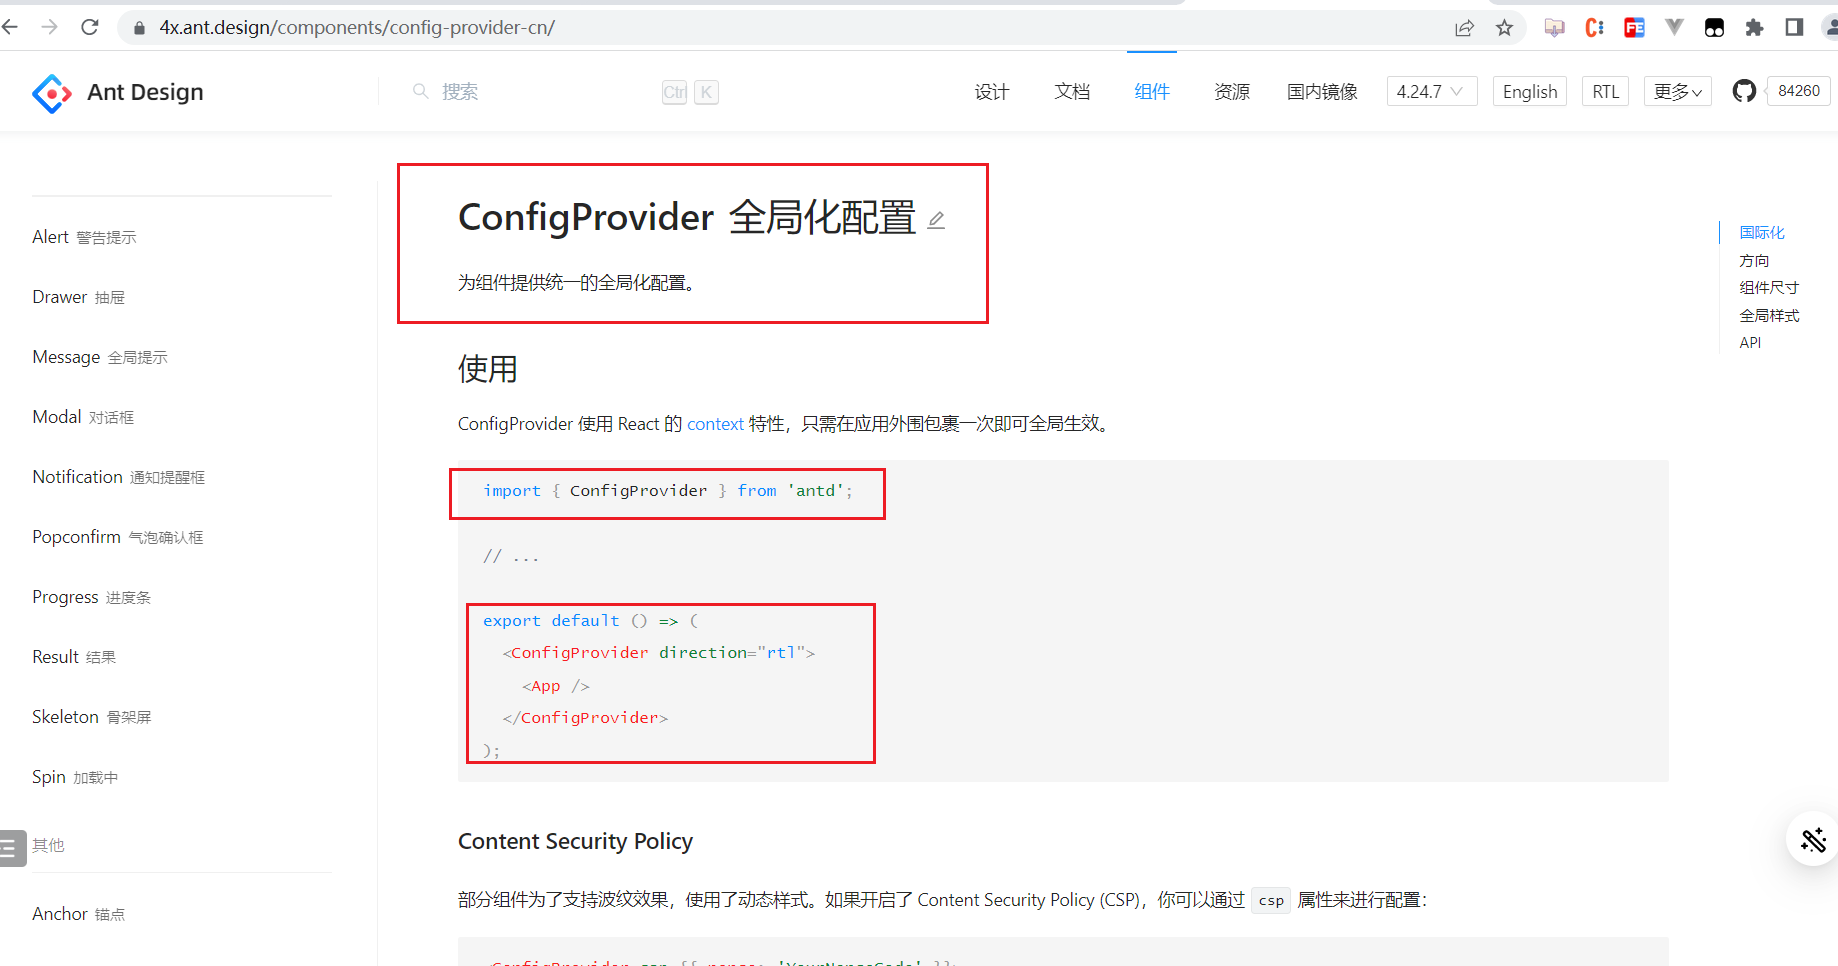 4x.ant.design/components/config-provider-cn/
Ant Design
搜索
Ctrl K
设计 文档 组件 资源 国内镜像 4.24.7 English RTL 更多 84260
Alert 警告提示
Drawer 抽屉
Message 全局提示
Modal 对话框
Notification 通知提醒框
Popconfirm 气泡确认框
Progress 进度条
Result 结果
Skeleton 骨架屏
Spin 加载中
其他
Anchor 锚点
ConfigProvider 全局化配置
为组件提供统一的全局化配置。
使用
ConfigProvider 使用 React 的 context 特性，只需在应用外围包裹一次即可全局生效。
import { ConfigProvider } from 'antd';
// ...
export default () => (
<ConfigProvider direction="rtl">
<App />
</ConfigProvider>
);
Content Security Policy
部分组件为了支持波纹效果，使用了动态样式。如果开启了 Content Security Policy (CSP)，你可以通过 csp 属性来进行配置：
<ConfigProvider csp={{ nonce: 'YourNonceCode' }}>
国际化
方向
组件尺寸
全局样式
API